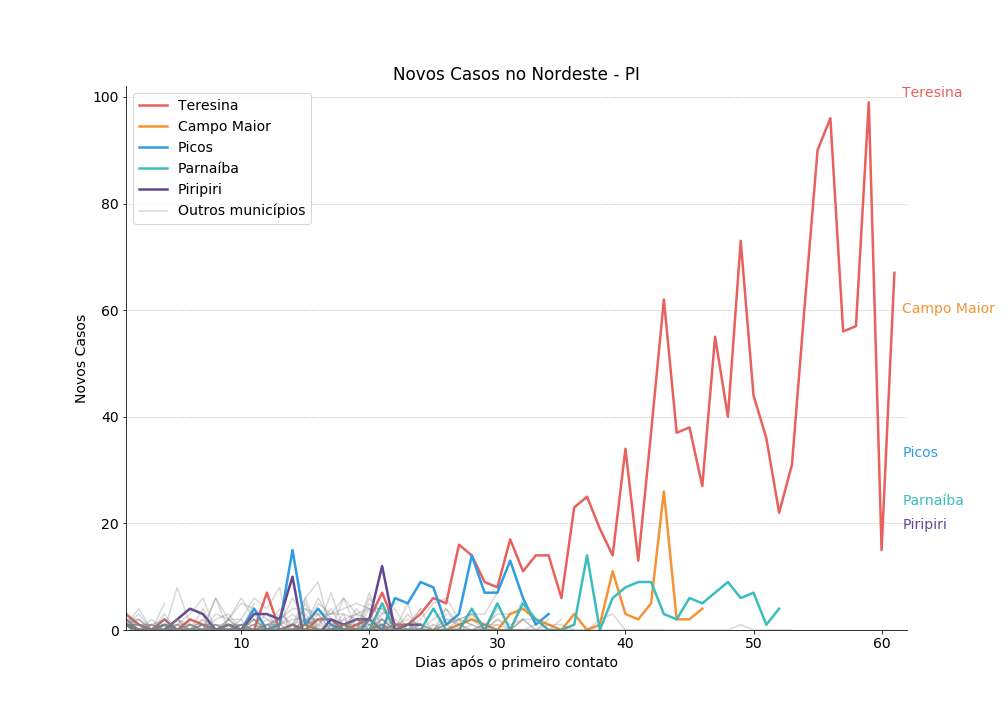 Novos Casos no Nordeste - PI
Teresina
Campo Maior
Picos
Parnaíba
Piripiri
Outros municípios
100
80
60
40
20
0
Novos Casos
10
20
30
40
50
60
Dias após o primeiro contato
Teresina
Campo Maior
Picos
Parnaíba
Piripiri